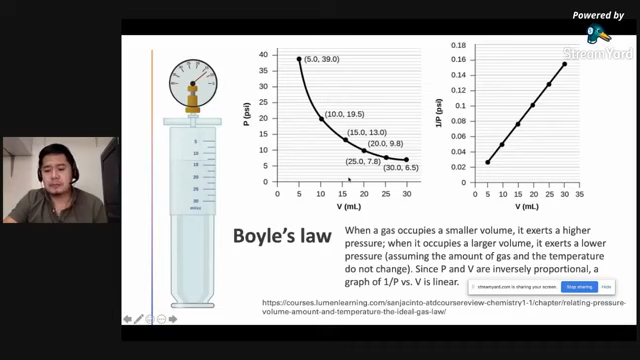 Powered by
StreamYard
40
35
30
25
20
15
10
5
0
P (psi)
(5.0, 39.0)
(10.0, 19.5)
(15.0, 13.0)
(20.0, 9.8)
(25.0, 7.8)
(30.0, 6.5)
0 5 10 15 20 25 30
V (mL)
0.18
0.16
0.14
0.12
0.1
0.08
0.06
0.04
0.02
0
1/P (psi)
0 5 10 15 20 25 30 35
V (mL)
5
10
15
20
25
30
Boyle's law
When a gas occupies a smaller volume, it exerts a higher
pressure; when it occupies a larger volume, it exerts a lower
pressure (assuming the amount of gas and the temperature
do not change). Since P and V are inversely proportional, a
graph of 1/P vs. V is linear.
streamyard.com is sharing your screen.
Stop sharing
Hide
https://courses.lumenlearning.com/sanjacinto-atdcoursereview-chemistry1-1/chapter/relating-pressure-
volume-amount-and-temperature-the-ideal-gas-law/